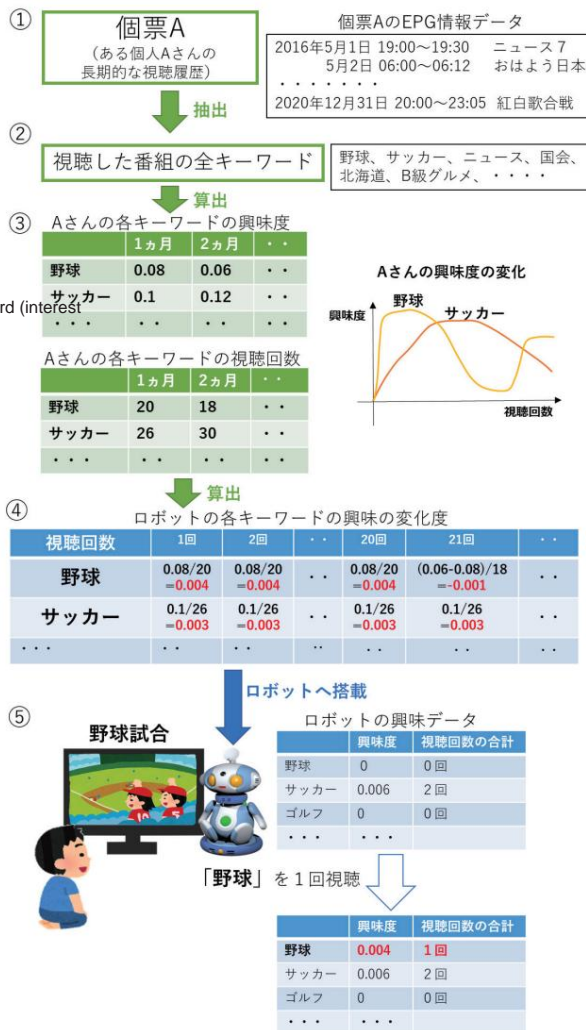 ①
個票A
(ある個人Aさんの
長期的な視聴履歴)
個票AのEPG情報データ
2016年5月1日 19:00～19:30 ニュース７
5月2日 06:00～06:12 おはよう日本
・・・・・・・
2020年12月31日 20:00～23:05 紅白歌合戦
抽出
②
視聴した番組の全キーワード
野球、サッカー、ニュース、国会、
北海道、B級グルメ、・・・・
算出
③
Aさんの各キーワードの興味度
1ヵ月 2ヵ月 ・・
野球 0.08 0.06 ・・
サッカー 0.1 0.12 ・・
rd (interest
・・・ ・・ ・・ ・・
Aさんの興味度の変化
興味度
野球
サッカー
視聴回数
Aさんの各キーワードの視聴回数
1ヵ月 2ヵ月 ・・
野球 20 18 ・・
サッカー 26 30 ・・
・・・ ・・ ・・ ・・
算出
④
ロボットの各キーワードの興味の変化度
視聴回数 1回 2回 ・・ 20回 21回 ・・
野球 0.08/20 =0.004 0.08/20 =0.004 ・・ 0.08/20 =0.004 (0.06-0.08)/18 =-0.001 ・・
サッカー 0.1/26 =0.003 0.1/26 =0.003 ・・ 0.1/26 =0.003 0.1/26 =0.003 ・・
・・・ ・・ ・・ ・・ ・・ ・・ ・・
ロボットへ搭載
⑤
野球試合
ロボットの興味データ
興味度 視聴回数の合計
野球 0 0回
サッカー 0.006 2回
ゴルフ 0 0回
・・・ ・・・
「野球」を１回視聴
興味度 視聴回数の合計
野球 0.004 1回
サッカー 0.006 2回
ゴルフ 0 0回
・・・ ・・・